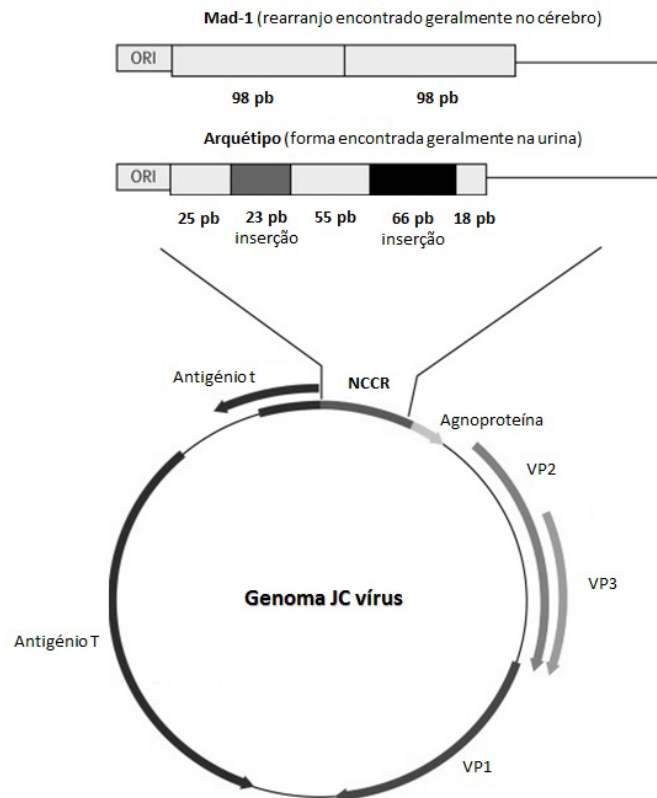 Mad-1 (rearranjo encontrado geralmente no cérebro)
ORI
98 pb 98 pb
Arquétipo (forma encontrada geralmente na urina)
ORI
25 pb 23 pb 55 pb 66 pb 18 pb
inserção inserção
Antigénio t
NCCR
Agnoproteína
VP2
VP3
Genoma JC vírus
Antigénio T
VP1